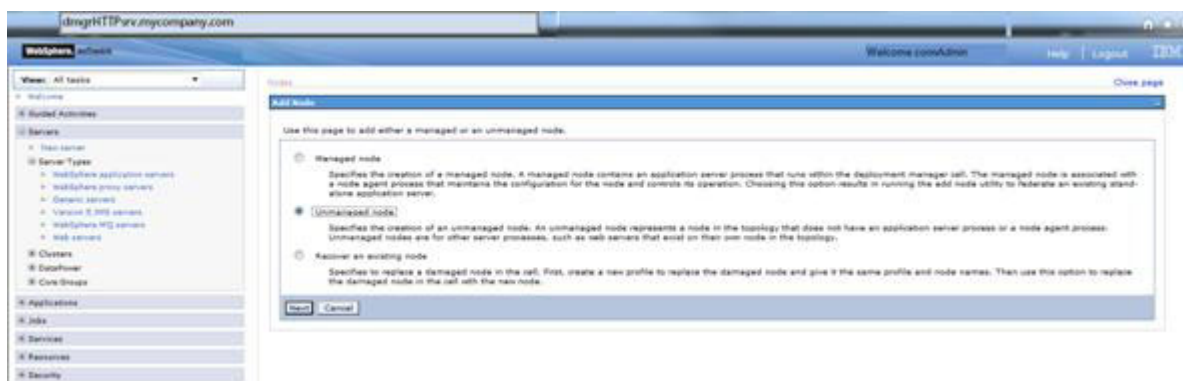 dmgrHTTPsrv.mycompany.com
WebSphere. software
Welcome connAdmin
Help | Logout
IBM
View: All tasks
Welcome
Guided Activities
Servers
New server
Server Types
WebSphere application servers
WebSphere proxy servers
Generic servers
Version 5 JMS servers
WebSphere MQ servers
Web servers
Clusters
DataPower
Core Groups
Applications
Jobs
Services
Resources
Security
Nodes
Close page
Add Node
Use this page to add either a managed or an unmanaged node.
Managed node
Specifies the creation of a managed node. A managed node contains an application server process that runs within the deployment manager cell. The managed node is associated with
a node agent process that maintains the configuration for the node and controls its operation. Choosing this option results in running the add node utility to federate an existing stand-
alone application server.
Unmanaged node
Specifies the creation of an unmanaged node. An unmanaged node represents a node in the topology that does not have an application server process or a node agent process.
Unmanaged nodes are for other server processes, such as web servers that exist on their own node in the topology.
Recover an existing node
Specifies to replace a damaged node in the cell. First, create a new profile to replace the damaged node and give it the same profile and node names. Then use this option to replace
the damaged node in the cell with the new node.
Next Cancel